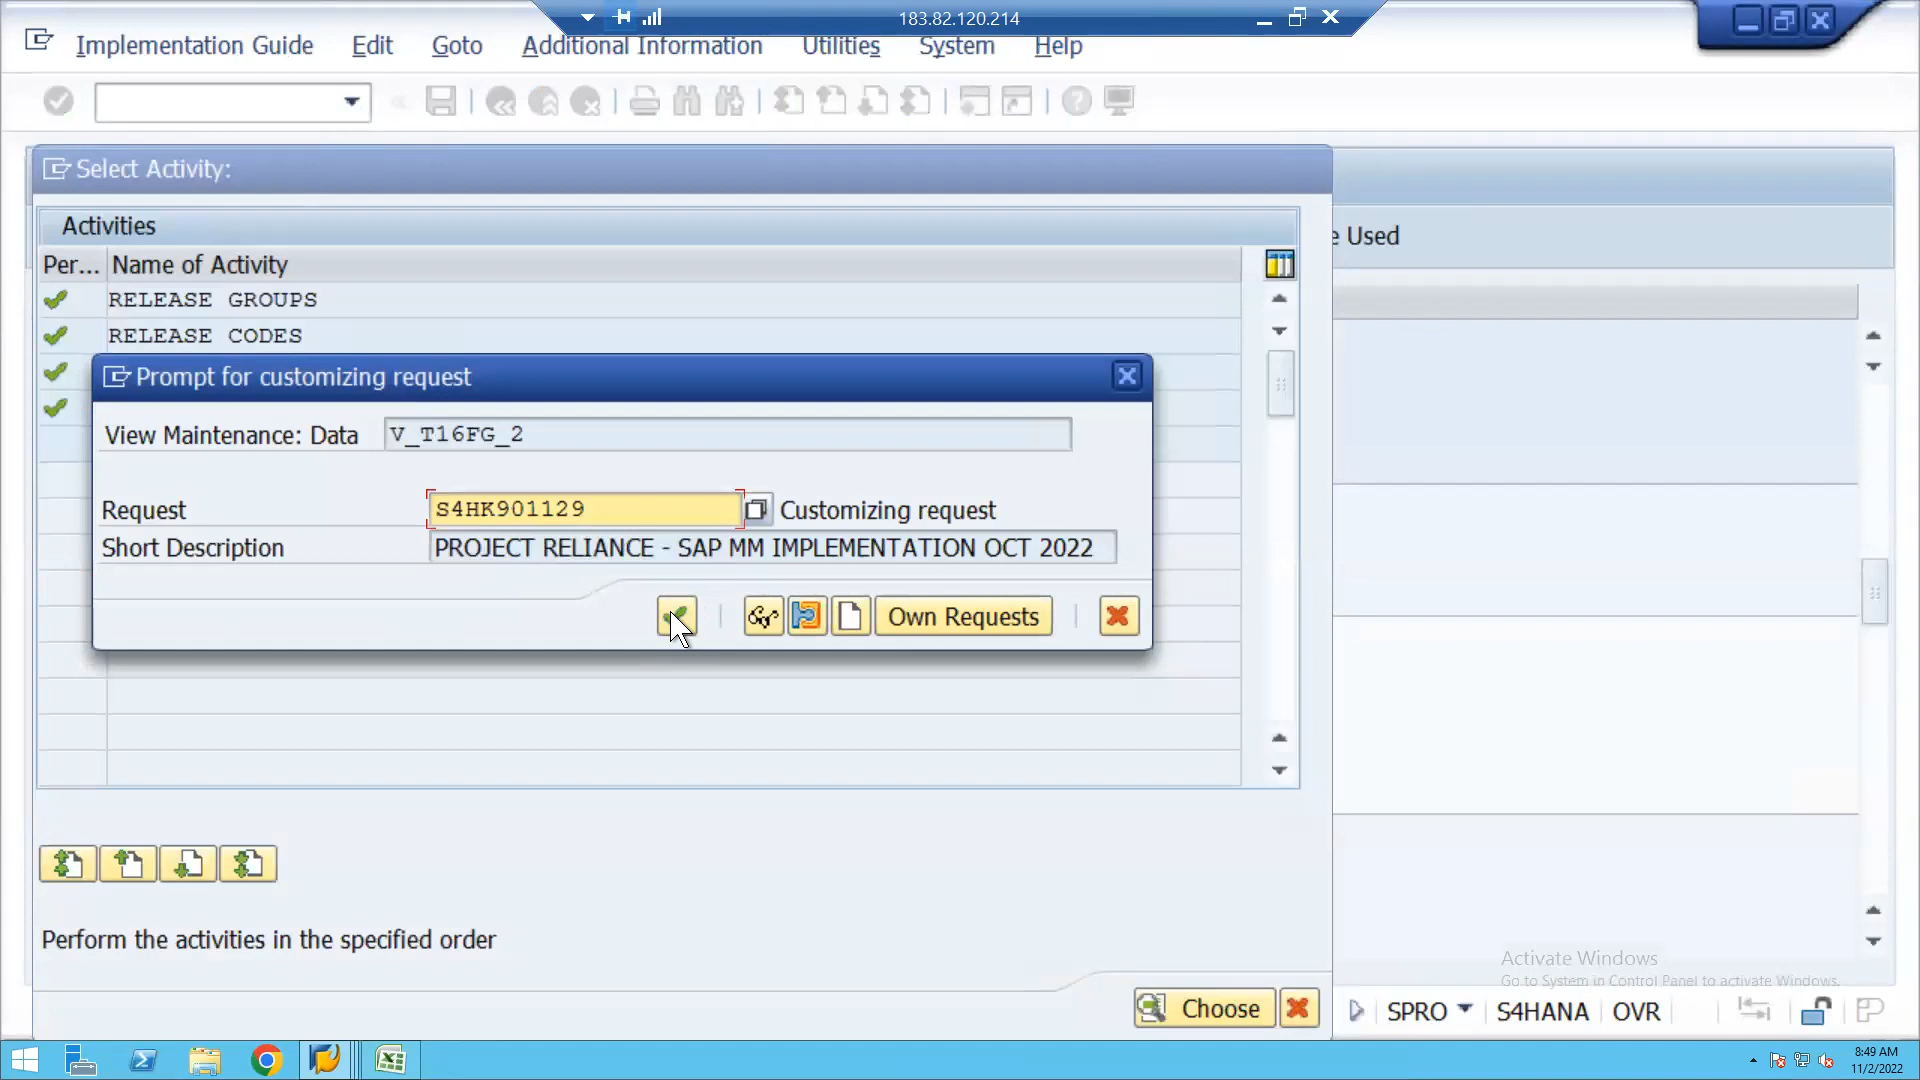 183.82.120.214
Implementation Guide Edit Goto Additional Information Utilities System Help
Select Activity:
Activities
e Used
Per... Name of Activity
RELEASE GROUPS
RELEASE CODES
Prompt for customizing request
View Maintenance: Data V_T16FG_2
Request S4HK901129 Customizing request
Short Description PROJECT RELIANCE - SAP MM IMPLEMENTATION OCT 2022
Own Requests
Perform the activities in the specified order
Activate Windows
Go to System in Control Panel to activate Windows.
Choose
SPRO S4HANA OVR
8:49 AM
11/2/2022